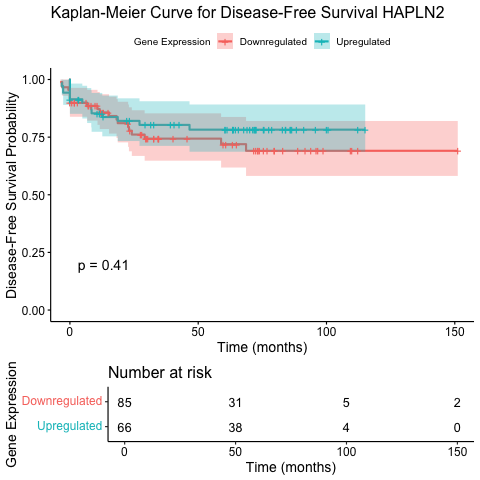 Kaplan-Meier Curve for Disease-Free Survival HAPLN2
Gene Expression Downregulated Upregulated
Disease-Free Survival Probability
1.00
0.75
0.50
0.25
0.00
p = 0.41
0 50 100 150
Time (months)
Number at risk
Gene Expression
Downregulated 85 31 5 2
Upregulated 66 38 4 0
0 50 100 150
Time (months)